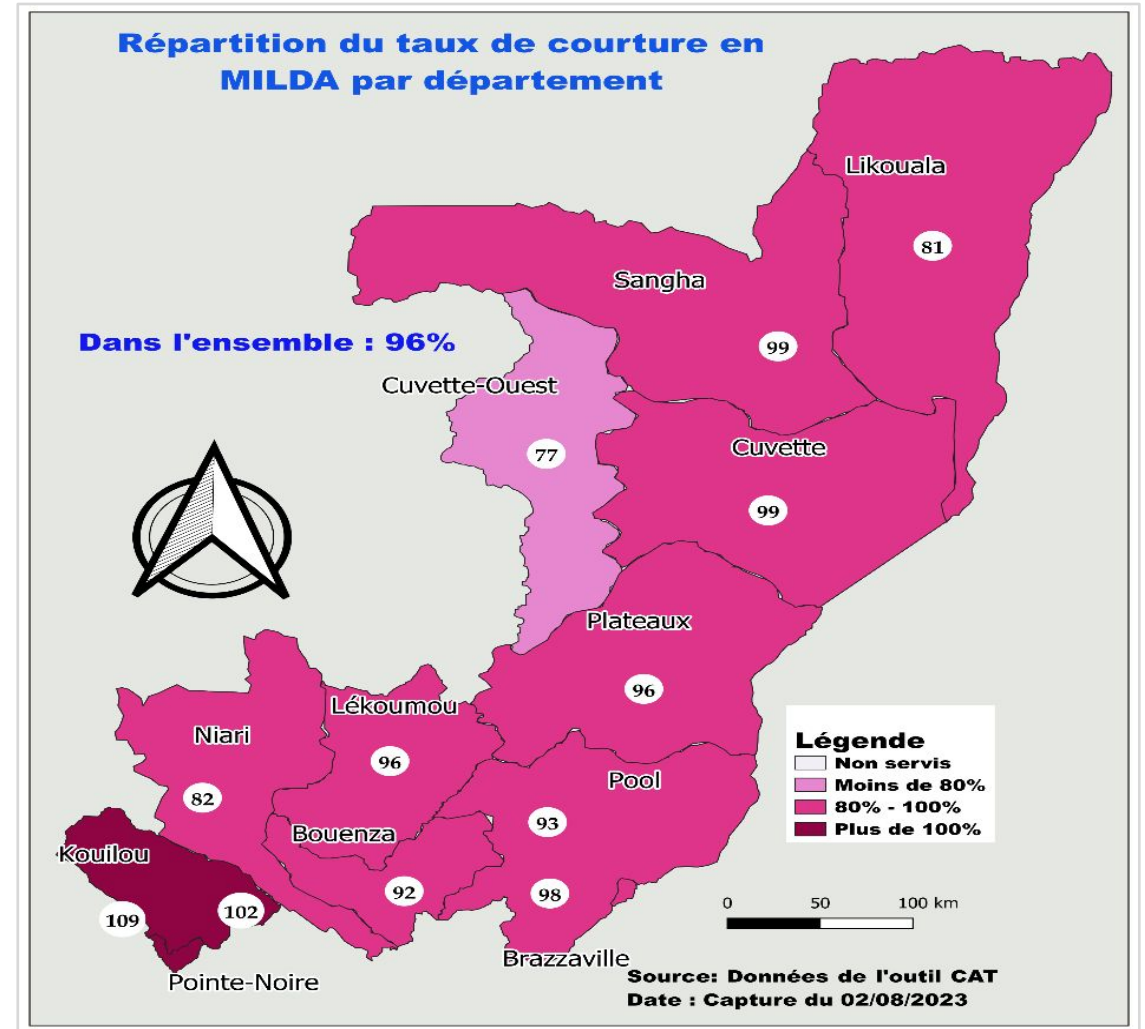 Répartition du taux de courture en
MILDA par département
Likouala
81
Sangha
99
Dans l'ensemble : 96%
Cuvette-Ouest
77
Cuvette
99
Plateaux
96
Lékoumou
96
Niari
82
Légende
Non servis
Moins de 80%
80% - 100%
Plus de 100%
Pool
93
Bouenza
92
98
Kouilou
109
102
0 50 100 km
Brazzaville
Pointe-Noire
Source: Données de l'outil CAT
Date : Capture du 02/08/2023